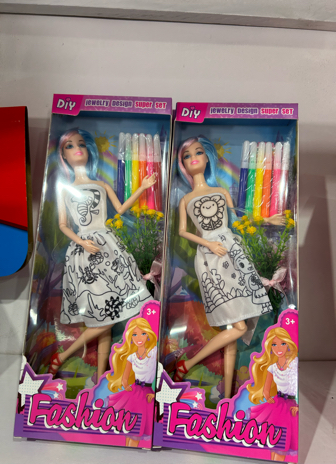 DiY jewelry Design super set
DiY jewelry Design super set
3+
Fashion
3+
Fashion